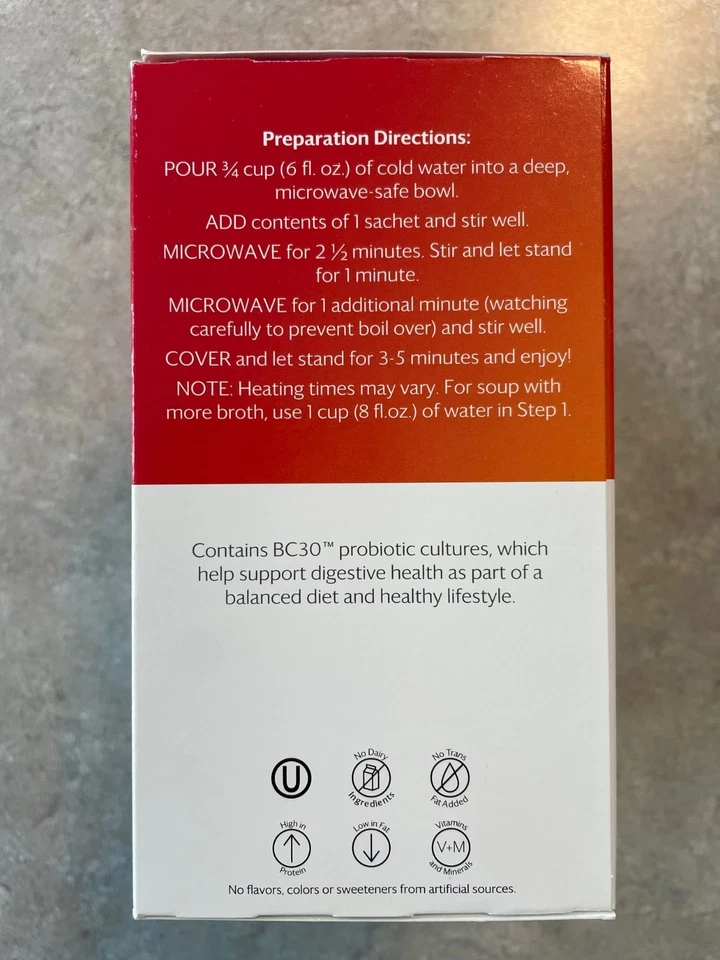 Preparation Directions:
POUR ¾ cup (6 fl. oz.) of cold water into a deep,
microwave-safe bowl.
ADD contents of 1 sachet and stir well.
MICROWAVE for 2 ½ minutes. Stir and let stand
for 1 minute.
MICROWAVE for 1 additional minute (watching
carefully to prevent boil over) and stir well.
COVER and let stand for 3-5 minutes and enjoy!
NOTE: Heating times may vary. For soup with
more broth, use 1 cup (8 fl.oz.) of water in Step 1.
Contains BC30™ probiotic cultures, which
help support digestive health as part of a
balanced diet and healthy lifestyle.
U
No Dairy
Ingredients
No Trans
Fat Added
High in
Protein
Low in Fat
Vitamins
V+M
and Minerals
No flavors, colors or sweeteners from artificial sources.